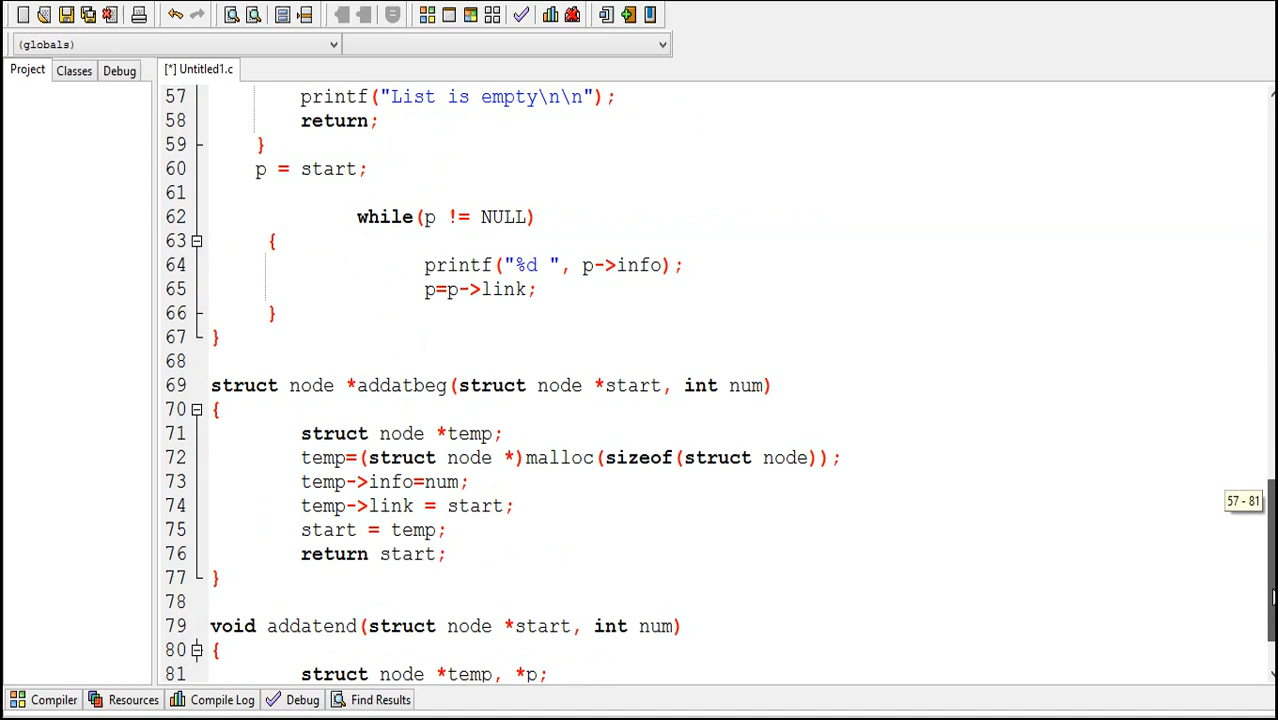 (globals)
Project Classes Debug [*] Untitled1.c
57 printf("List is empty\n\n");
58 return;
59 }
60 p = start;
61
62 while(p != NULL)
63 {
64 printf("%d ", p->info);
65 p=p->link;
66 }
67 }
68
69 struct node *addatbeg(struct node *start, int num)
70 {
71 struct node *temp;
72 temp=(struct node *)malloc(sizeof(struct node));
73 temp->info=num;
74 temp->link = start;
57 - 81
75 start = temp;
76 return start;
77 }
78
79 void addatend(struct node *start, int num)
80 {
81 struct node *temp, *p;
Compiler Resources Compile Log Debug Find Results